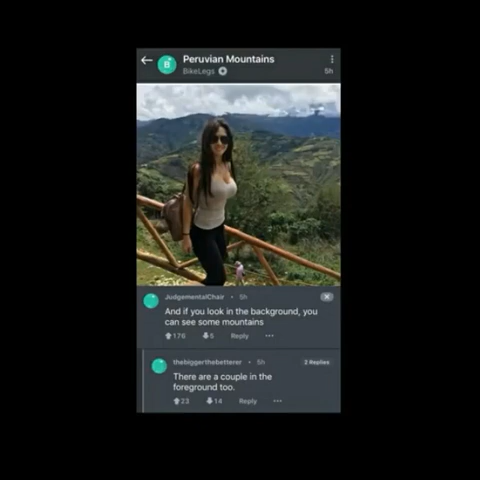 Peruvian Mountains
B
BikeLegs
5h
JudgementalChair • 5h
And if you look in the background, you
can see some mountains
176 5 Reply
thebiggerthebetterer • 5h 2 Replies
There are a couple in the
foreground too.
23 14 Reply